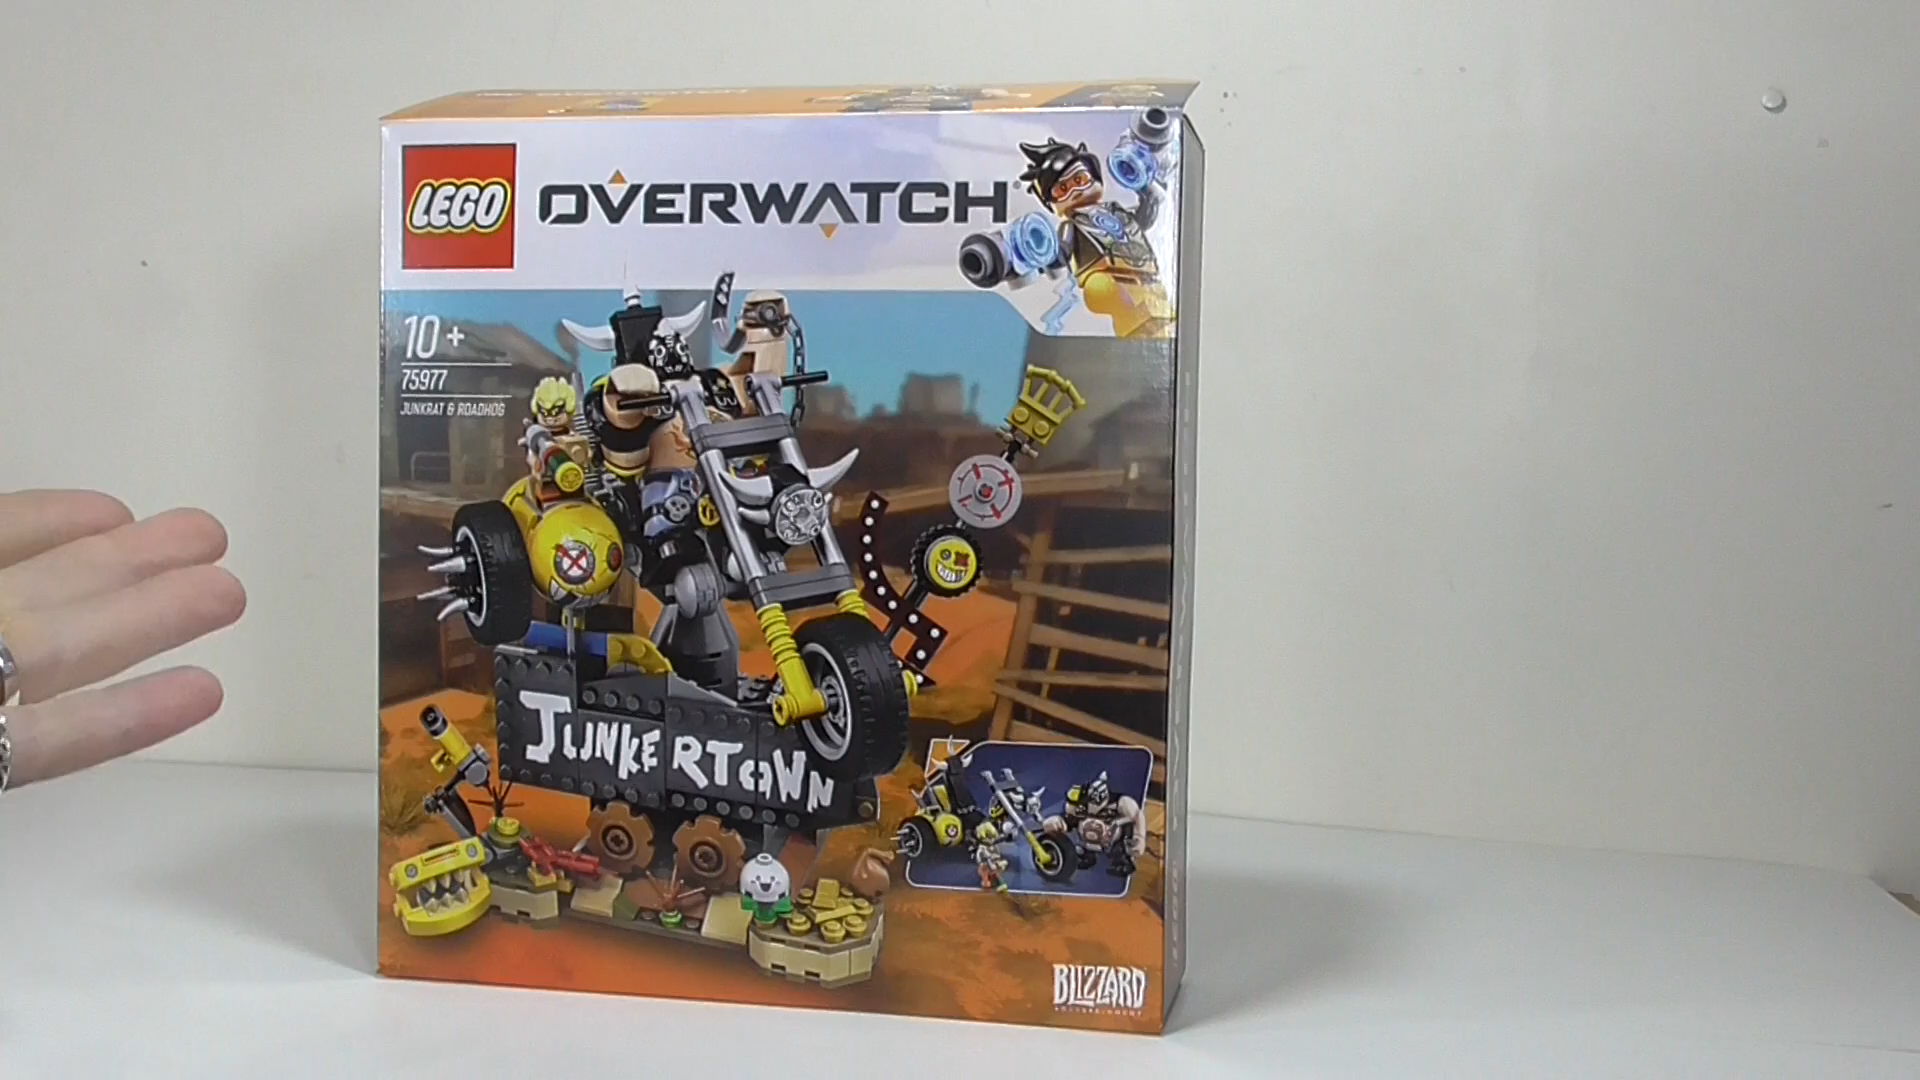 LEGO
OVERWATCH
10+
75977
JUNKRAT & ROADHOG
JUNKERTOWN
BLIZZARD